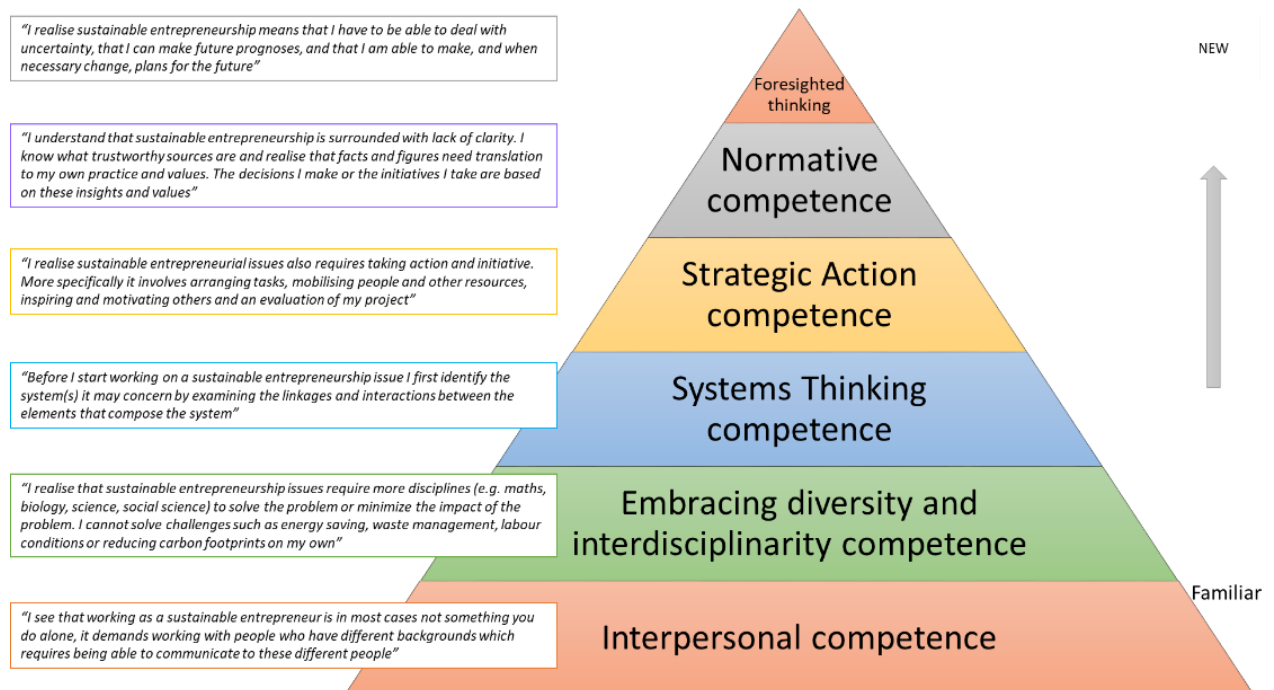 “I realise sustainable entrepreneurship means that I have to be able to deal with
uncertainty, that I can make future prognoses, and that I am able to make, and when
necessary change, plans for the future”
Foresighted
thinking
NEW
“I understand that sustainable entrepreneurship is surrounded with lack of clarity. I
know what trustworthy sources are and realise that facts and figures need translation
to my own practice and values. The decisions I make or the initiatives I take are based
on these insights and values”
Normative
competence
“I realise sustainable entrepreneurial issues also requires taking action and initiative.
More specifically it involves arranging tasks, mobilising people and other resources,
inspiring and motivating others and an evaluation of my project”
Strategic Action
competence
“Before I start working on a sustainable entrepreneurship issue I first identify the
system(s) it may concern by examining the linkages and interactions between the
elements that compose the system”
Systems Thinking
competence
“I realise that sustainable entrepreneurship issues require more disciplines (e.g. maths,
biology, science, social science) to solve the problem or minimize the impact of the
problem. I cannot solve challenges such as energy saving, waste management, labour
conditions or reducing carbon footprints on my own”
Embracing diversity and
interdisciplinarity competence
Familiar
“I see that working as a sustainable entrepreneur is in most cases not something you
do alone, it demands working with people who have different backgrounds which
requires being able to communicate to these different people”
Interpersonal competence